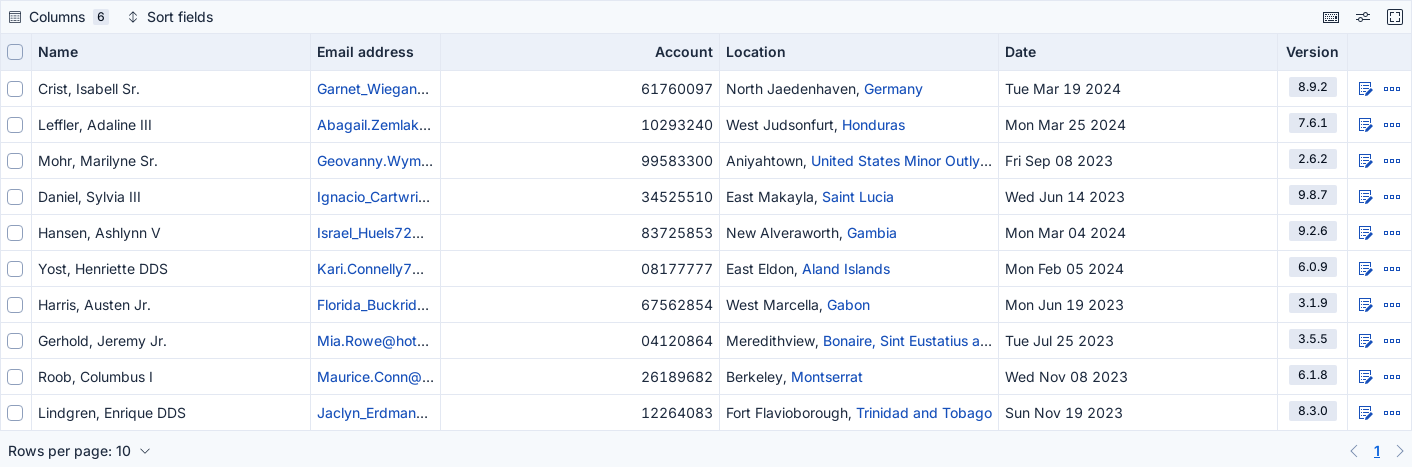 Columns 6 Sort fields
Name Email address Account Location Date Version
Crist, Isabell Sr. Garnet_Wiegan... 61760097 North Jaedenhaven, Germany Tue Mar 19 2024 8.9.2
Leffler, Adaline III Abagail.Zemlak... 10293240 West Judsonfurt, Honduras Mon Mar 25 2024 7.6.1
Mohr, Marilyne Sr. Geovanny.Wym... 99583300 Aniyahtown, United States Minor Outly... Fri Sep 08 2023 2.6.2
Daniel, Sylvia III Ignacio_Cartwri... 34525510 East Makayla, Saint Lucia Wed Jun 14 2023 9.8.7
Hansen, Ashlynn V Israel_Huels72... 83725853 New Alveraworth, Gambia Mon Mar 04 2024 9.2.6
Yost, Henriette DDS Kari.Connelly7... 08177777 East Eldon, Aland Islands Mon Feb 05 2024 6.0.9
Harris, Austen Jr. Florida_Buckrid... 67562854 West Marcella, Gabon Mon Jun 19 2023 3.1.9
Gerhold, Jeremy Jr. Mia.Rowe@hot... 04120864 Meredithview, Bonaire, Sint Eustatius a... Tue Jul 25 2023 3.5.5
Roob, Columbus I Maurice.Conn@... 26189682 Berkeley, Montserrat Wed Nov 08 2023 6.1.8
Lindgren, Enrique DDS Jaclyn_Erdman... 12264083 Fort Flavioborough, Trinidad and Tobago Sun Nov 19 2023 8.3.0
Rows per page: 10 1